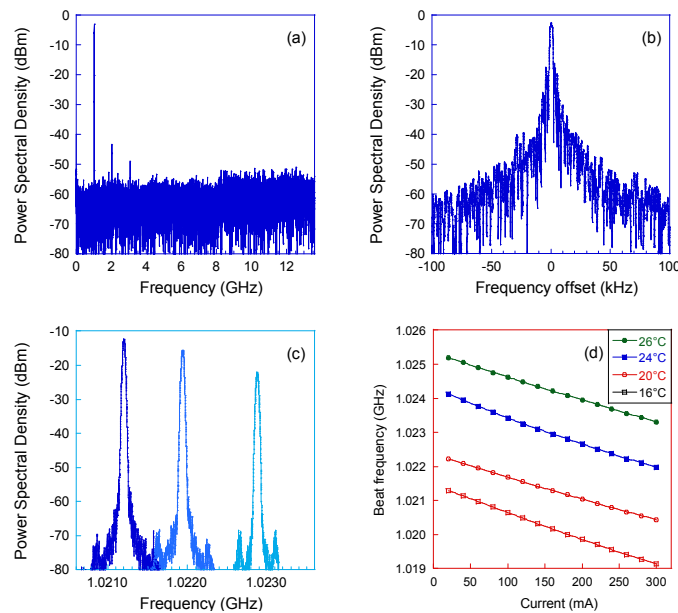 0
-10
-20
-30
-40
-50
-60
-70
-80
Power Spectral Density (dBm)
(a)
0 2 4 6 8 10 12
Frequency (GHz)
0
-10
-20
-30
-40
-50
-60
-70
-80
Power Spectral Density (dBm)
(b)
-100 -50 0 50 100
Frequency offset (kHz)
-10
-20
-30
-40
-50
-60
-70
-80
Power Spectral Density (dBm)
(c)
1.0210 1.0220 1.0230
Frequency (GHz)
1.026
1.025
1.024
1.023
1.022
1.021
1.020
1.019
Beat frequency (GHz)
(d)
26°C
24°C
20°C
16°C
0 50 100 150 200 250 300
Current (mA)